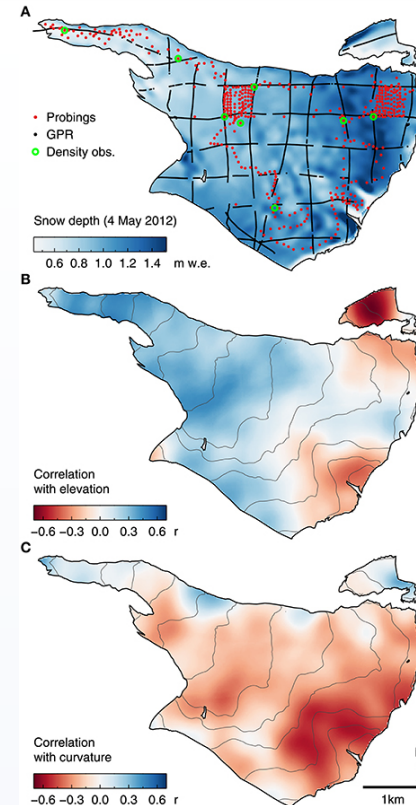 A
Probings
GPR
Density obs.
Snow depth (4 May 2012)
0.6 0.8 1.0 1.2 1.4 m w.e.
B
Correlation
with elevation
−0.6 −0.3 0.0 0.3 0.6 r
C
Correlation
with curvature
−0.6 −0.3 0.0 0.3 0.6 r
1km